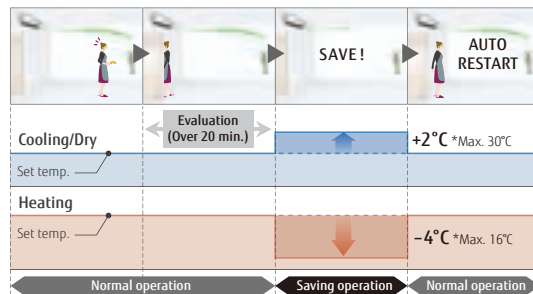 SAVE!
AUTO
RESTART
Evaluation
(Over 20 min.)
Cooling/Dry
+2°C *Max. 30℃
Set temp.
Heating
Set temp.
−4°C *Max. 16℃
Normal operation
Saving operation
Normal operation